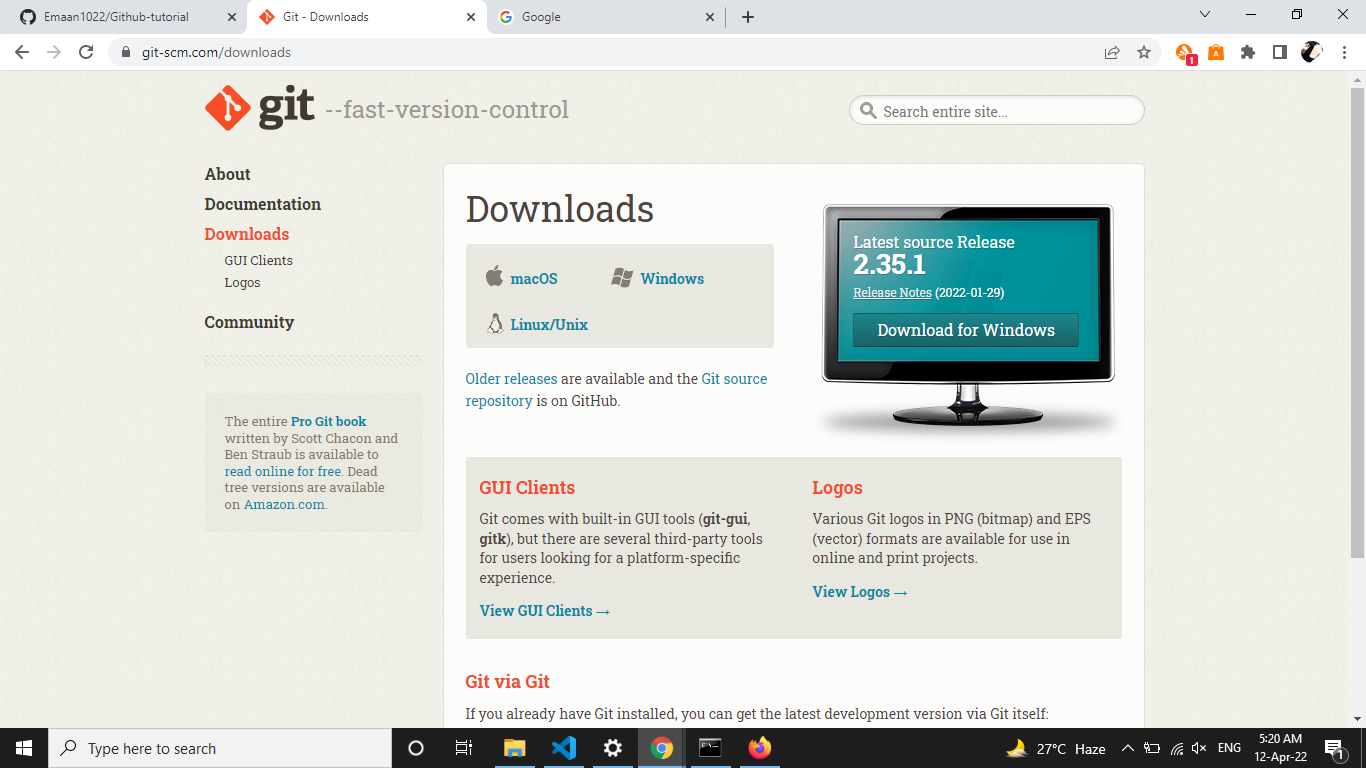 Emaan1022/Github-tutorial
Git - Downloads
Google
git-scm.com/downloads
1
A
git --fast-version-control
Search entire site...
About
Documentation
Downloads
GUI Clients
Logos
Community
The entire Pro Git book
written by Scott Chacon and
Ben Straub is available to
read online for free. Dead
tree versions are available
on Amazon.com.
Downloads
macOS
Windows
Linux/Unix
Older releases are available and the Git source
repository is on GitHub.
Latest source Release
2.35.1
Release Notes (2022-01-29)
Download for Windows
GUI Clients
Git comes with built-in GUI tools (git-gui,
gitk), but there are several third-party tools
for users looking for a platform-specific
experience.
View GUI Clients →
Logos
Various Git logos in PNG (bitmap) and EPS
(vector) formats are available for use in
online and print projects.
View Logos →
Git via Git
If you already have Git installed, you can get the latest development version via Git itself:
Type here to search
27°C Haze
ENG
5:20 AM
12-Apr-22
1